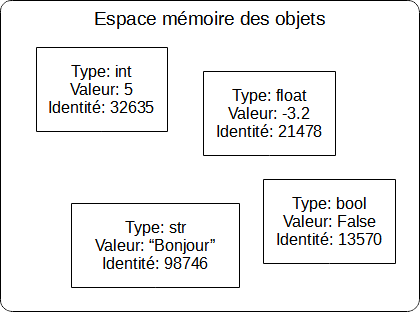 Espace mémoire des objets
Type: int
Valeur: 5
Identité: 32635
Type: float
Valeur: -3.2
Identité: 21478
Type: str
Valeur: “Bonjour”
Identité: 98746
Type: bool
Valeur: False
Identité: 13570